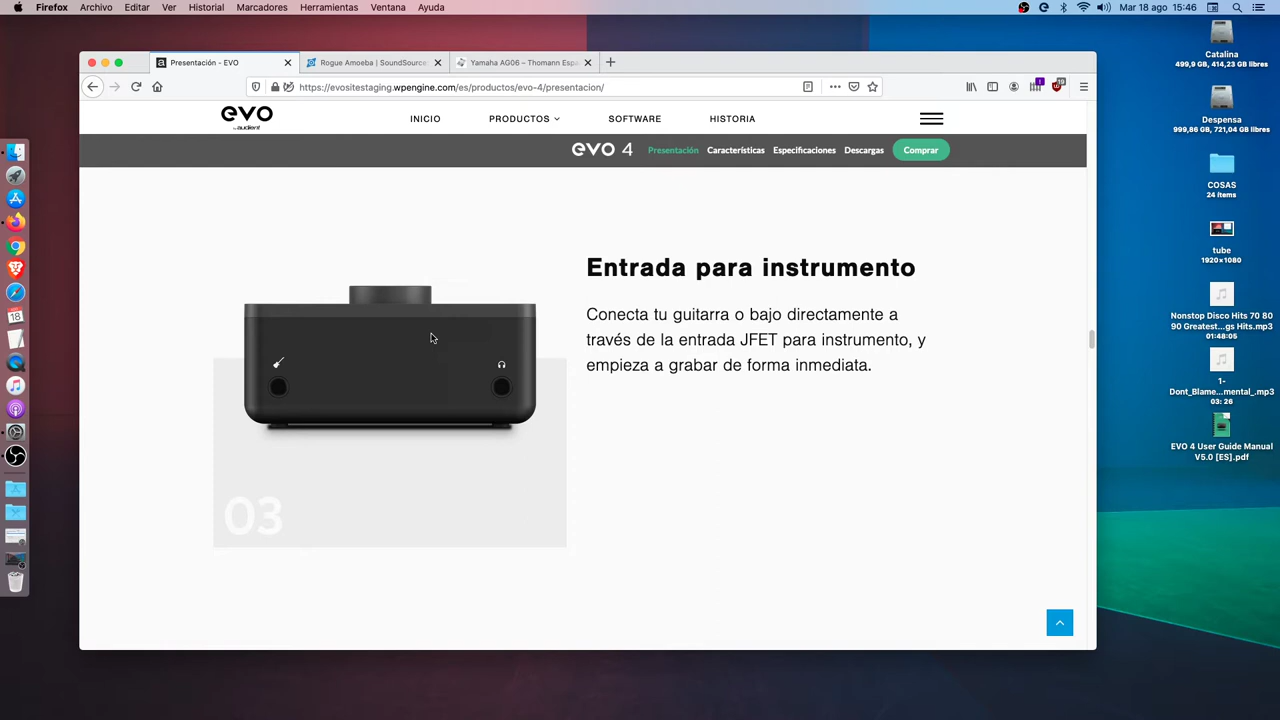 Firefox Archivo Editar Ver Historial Marcadores Herramientas Ventana Ayuda
Mar 18 ago 15:46
Presentación - EVO
Rogue Amoeba | SoundSource:
Yamaha AG06 – Thomann Espa
https://evositestaging.wpengine.com/es/productos/evo-4/presentacion/
evo
by audient
INICIO
PRODUCTOS
SOFTWARE
HISTORIA
evo 4
Presentación
Características
Especificaciones
Descargas
Comprar
Entrada para instrumento
Conecta tu guitarra o bajo directamente a
través de la entrada JFET para instrumento, y
empieza a grabar de forma inmediata.
03
Catalina
499,9 GB, 414,23 GB libres
Despensa
999,86 GB, 721,04 GB libres
COSAS
24 ítems
tube
1920×1080
Nonstop Disco Hits 70 80
90 Greatest...gs Hits.mp3
01:48:05
1-
Dont_Blame...mental_.mp3
03: 26
EVO 4 User Guide Manual
V5.0 [ES].pdf
18